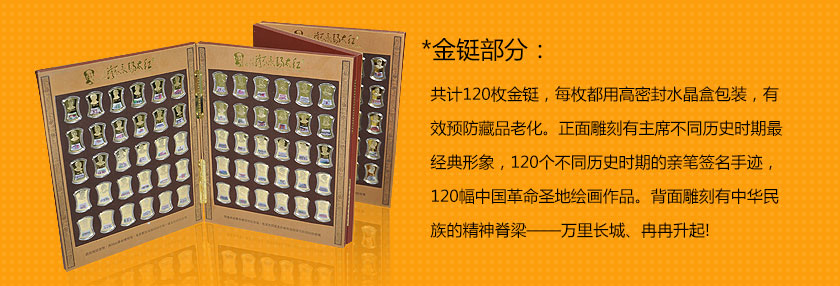 *金铤部分：
共计120枚金铤，每枚都用高密封水晶盒包装，有
效预防藏品老化。正面雕刻有主席不同历史时期最
经典形象，120个不同历史时期的亲笔签名手迹，
120幅中国革命圣地绘画作品。背面雕刻有中华民
族的精神脊梁——万里长城、冉冉升起!